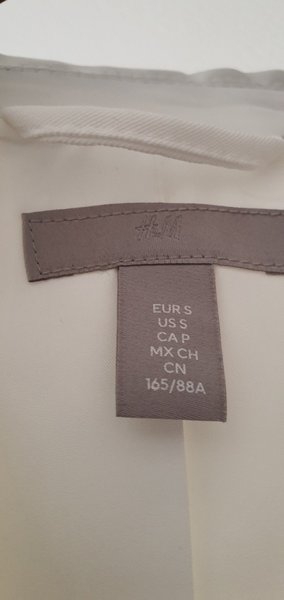 H&M
EUR S
US S
CA P
MX CH
CN
165/88A